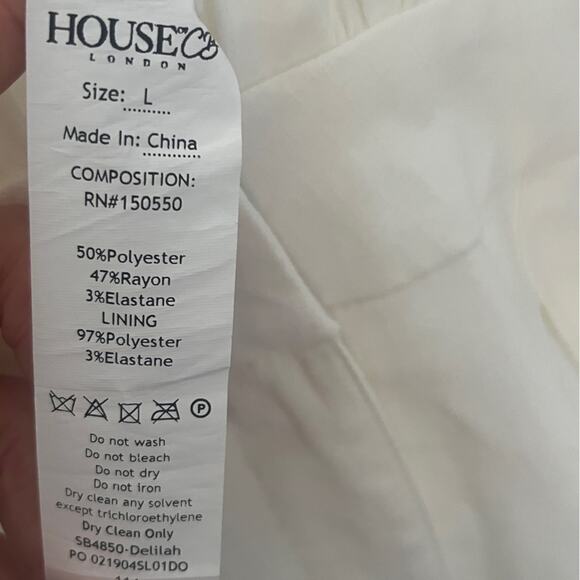 HOUSE OF CB
LONDON
Size: L
Made In: China
COMPOSITION:
RN#150550
50%Polyester
47%Rayon
3%Elastane
LINING
97%Polyester
3%Elastane
P
Do not wash
Do not bleach
Do not dry
Do not iron
Dry clean any solvent
except trichloroethylene
Dry Clean Only
SB4850-Delilah
PO 021904SL01DO